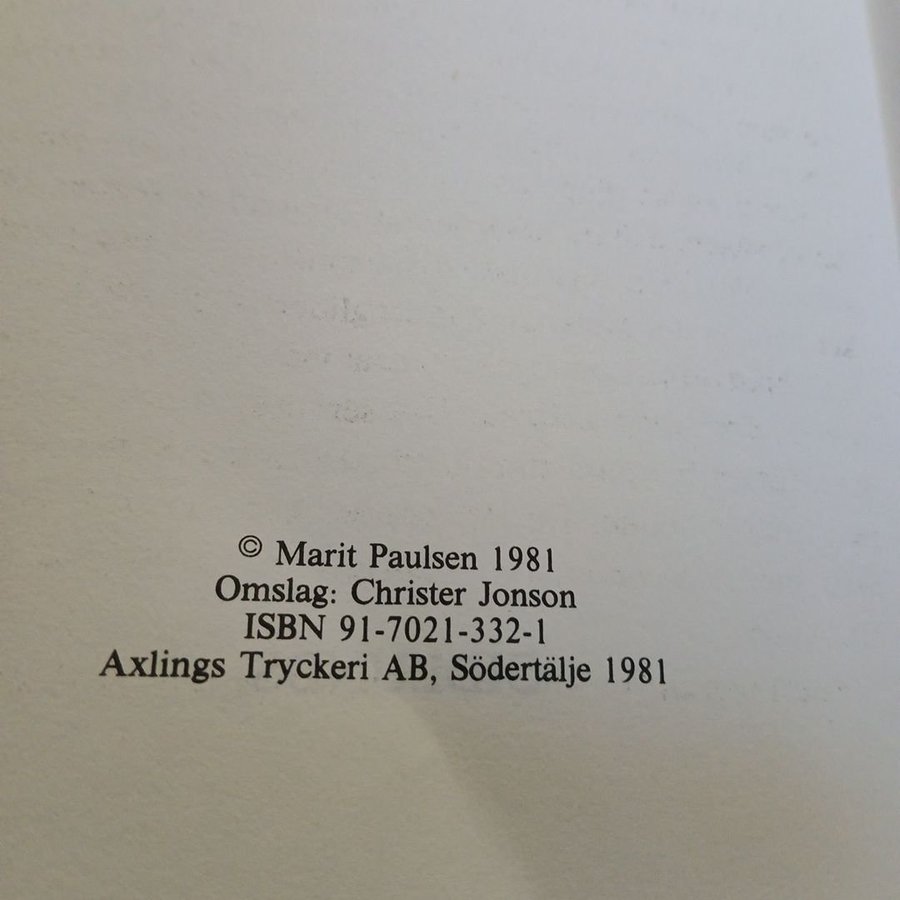 © Marit Paulsen 1981
Omslag: Christer Jonson
ISBN 91-7021-332-1
Axlings Tryckeri AB, Södertälje 1981